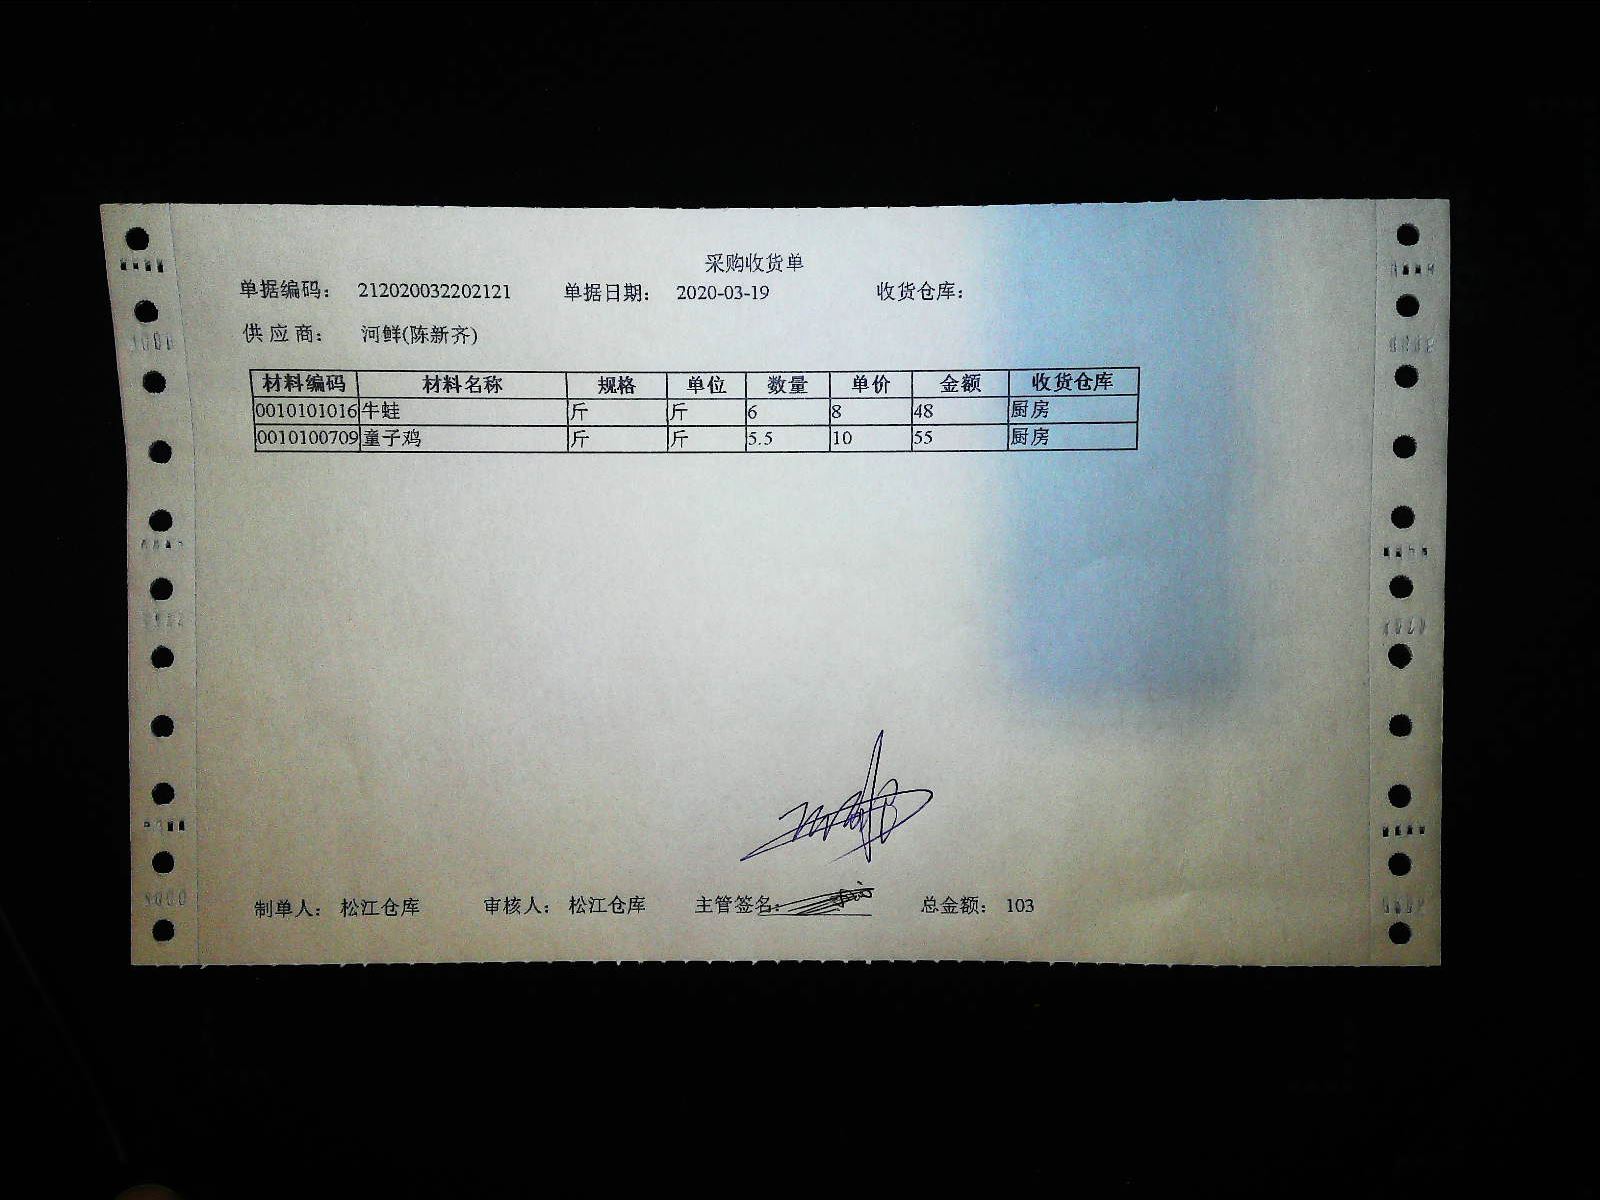 采购收货单
单据编码： 212020032202121 单据日期： 2020-03-19 收货仓库：
供 应 商： 河鲜(陈新齐)
材料编码 材料名称 规格 单位 数量 单价 金额 收货仓库
0010101016 牛蛙 斤 斤 6 8 48 厨房
0010100709 童子鸡 斤 斤 5.5 10 55 厨房
制单人： 松江仓库 审核人： 松江仓库 主管签名： 总金额： 103